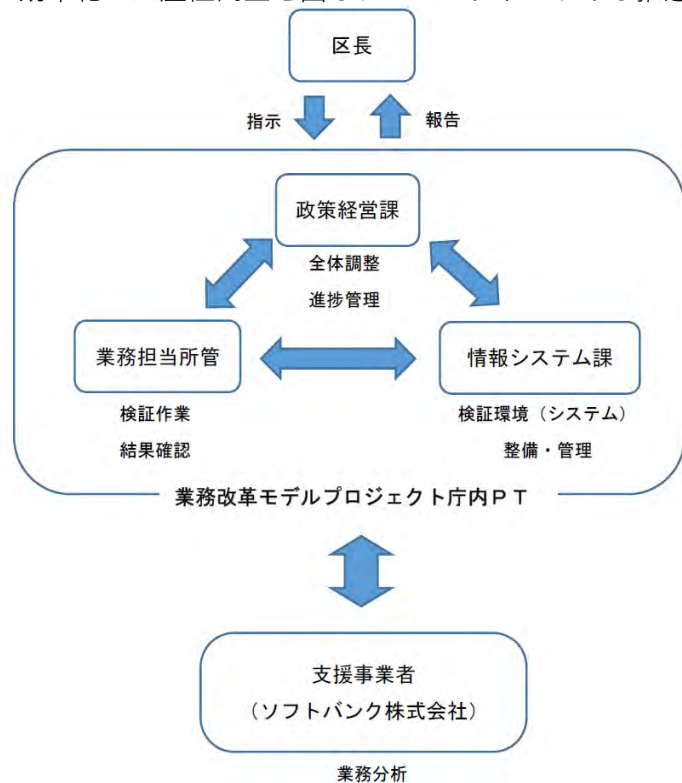 区長
指示
報告
政策経営課
全体調整
進捗管理
業務担当所管
情報システム課
検証作業
結果確認
検証環境（システム）
整備・管理
業務改革モデルプロジェクト庁内ＰＴ
支援事業者
（ソフトバンク株式会社）
業務分析